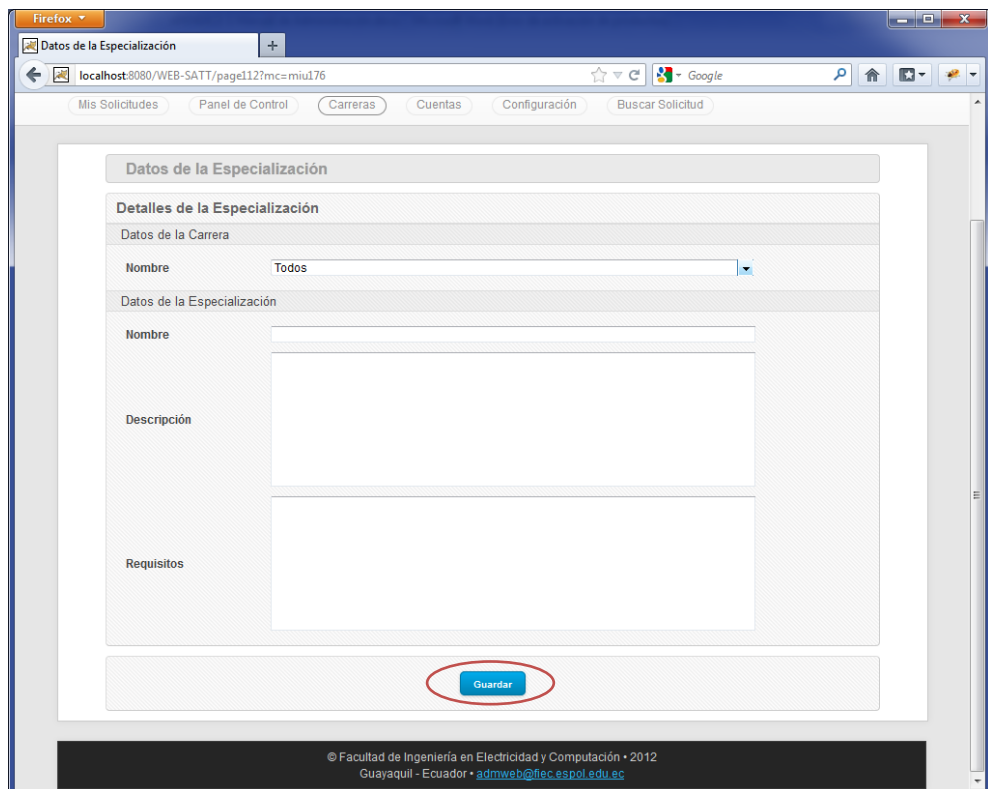 Firefox
Datos de la Especialización
localhost:8080/WEB-SATT/page112?mc=miu176
Google
Mis Solicitudes Panel de Control Carreras Cuentas Configuración Buscar Solicitud
Datos de la Especialización
Detalles de la Especialización
Datos de la Carrera
Nombre Todos
Datos de la Especialización
Nombre
Descripción
Requisitos
Guardar
© Facultad de Ingeniería en Electricidad y Computación • 2012
Guayaquil - Ecuador • admweb@fiec.espol.edu.ec